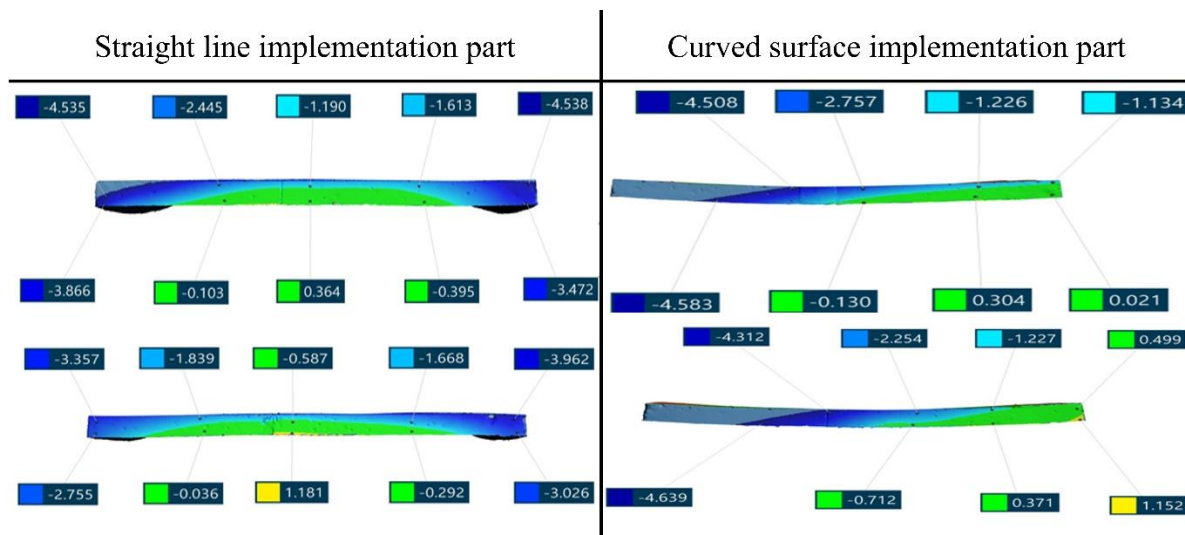 Straight line implementation part
Curved surface implementation part
-4.535 -2.445 -1.190 -1.613 -4.538
-3.866 -0.103 0.364 -0.395 -3.472
-3.357 -1.839 -0.587 -1.668 -3.962
-2.755 -0.036 1.181 -0.292 -3.026
-4.508 -2.757 -1.226 -1.134
-4.583 -0.130 0.304 0.021
-4.312 -2.254 -1.227 0.499
-4.639 -0.712 0.371 1.152